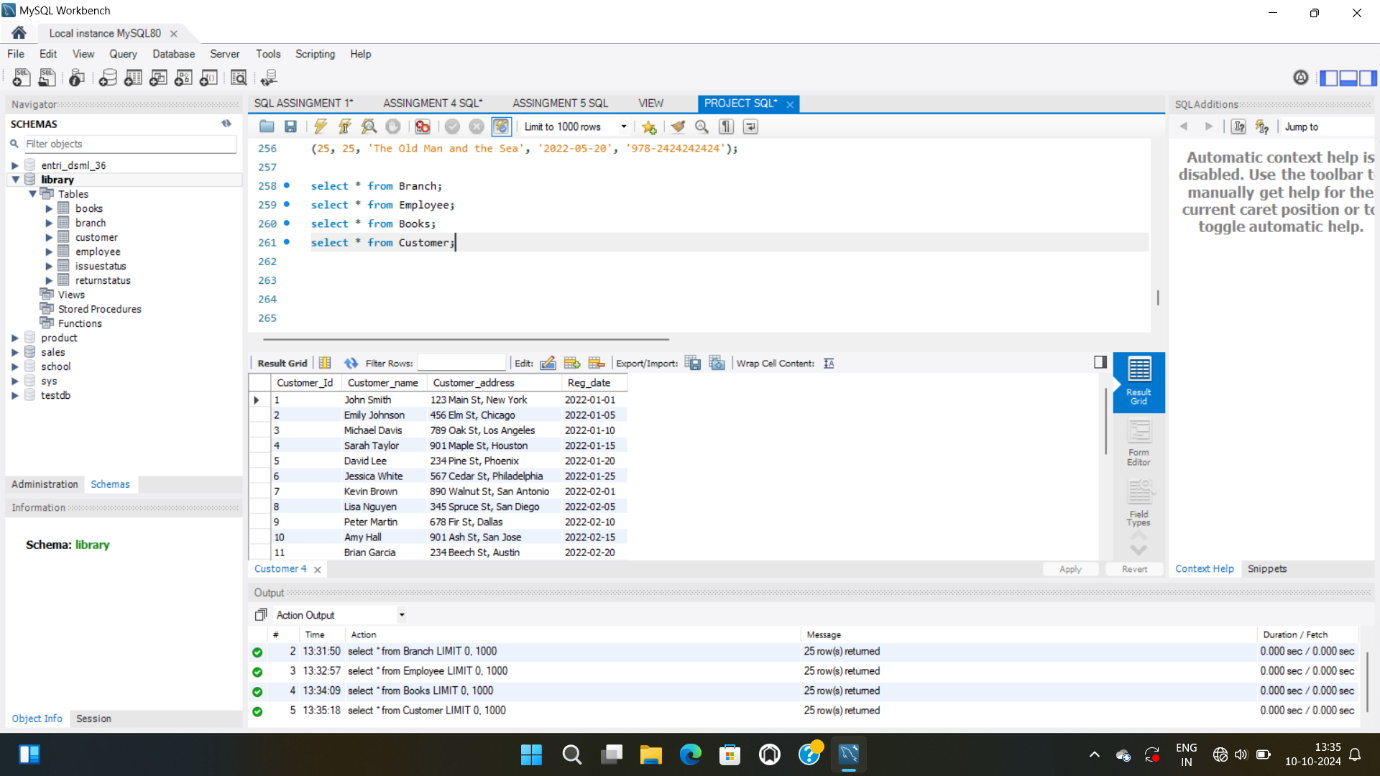 MySQL Workbench
Local instance MySQL80
File Edit View Query Database Server Tools Scripting Help
Navigator
SCHEMAS
Filter objects
entri_dsml_36
library
Tables
books
branch
customer
employee
issuestatus
returnstatus
Views
Stored Procedures
Functions
product
sales
school
sys
testdb
Administration Schemas
Information
Schema: library
Object Info Session
SQL ASSINGMENT 1* ASSINGMENT 4 SQL* ASSINGMENT 5 SQL VIEW PROJECT SQL*
Limit to 1000 rows
256 (25, 25, 'The Old Man and the Sea', '2022-05-20', '978-2424242424');
257
258 select * from Branch;
259 select * from Employee;
260 select * from Books;
261 select * from Customer;
262
263
264
265
Result Grid Filter Rows: Edit: Export/Import: Wrap Cell Content:
Customer_Id Customer_name Customer_address Reg_date
1 John Smith 123 Main St, New York 2022-01-01
2 Emily Johnson 456 Elm St, Chicago 2022-01-05
3 Michael Davis 789 Oak St, Los Angeles 2022-01-10
4 Sarah Taylor 901 Maple St, Houston 2022-01-15
5 David Lee 234 Pine St, Phoenix 2022-01-20
6 Jessica White 567 Cedar St, Philadelphia 2022-01-25
7 Kevin Brown 890 Walnut St, San Antonio 2022-02-01
8 Lisa Nguyen 345 Spruce St, San Diego 2022-02-05
9 Peter Martin 678 Fir St, Dallas 2022-02-10
10 Amy Hall 901 Ash St, San Jose 2022-02-15
11 Brian Garcia 234 Beech St, Austin 2022-02-20
Result
Grid
Form
Editor
Field
Types
Customer 4
Apply Revert
Output
Action Output
# Time Action Message Duration / Fetch
2 13:31:50 select * from Branch LIMIT 0, 1000 25 row(s) returned 0.000 sec / 0.000 sec
3 13:32:57 select * from Employee LIMIT 0, 1000 25 row(s) returned 0.000 sec / 0.000 sec
4 13:34:09 select * from Books LIMIT 0, 1000 25 row(s) returned 0.000 sec / 0.000 sec
5 13:35:18 select * from Customer LIMIT 0, 1000 25 row(s) returned 0.000 sec / 0.000 sec
SQLAdditions
Jump to
Automatic context help is
disabled. Use the toolbar t
manually get help for the
current caret position or to
toggle automatic help.
Context Help Snippets
ENG
IN
13:35
10-10-2024